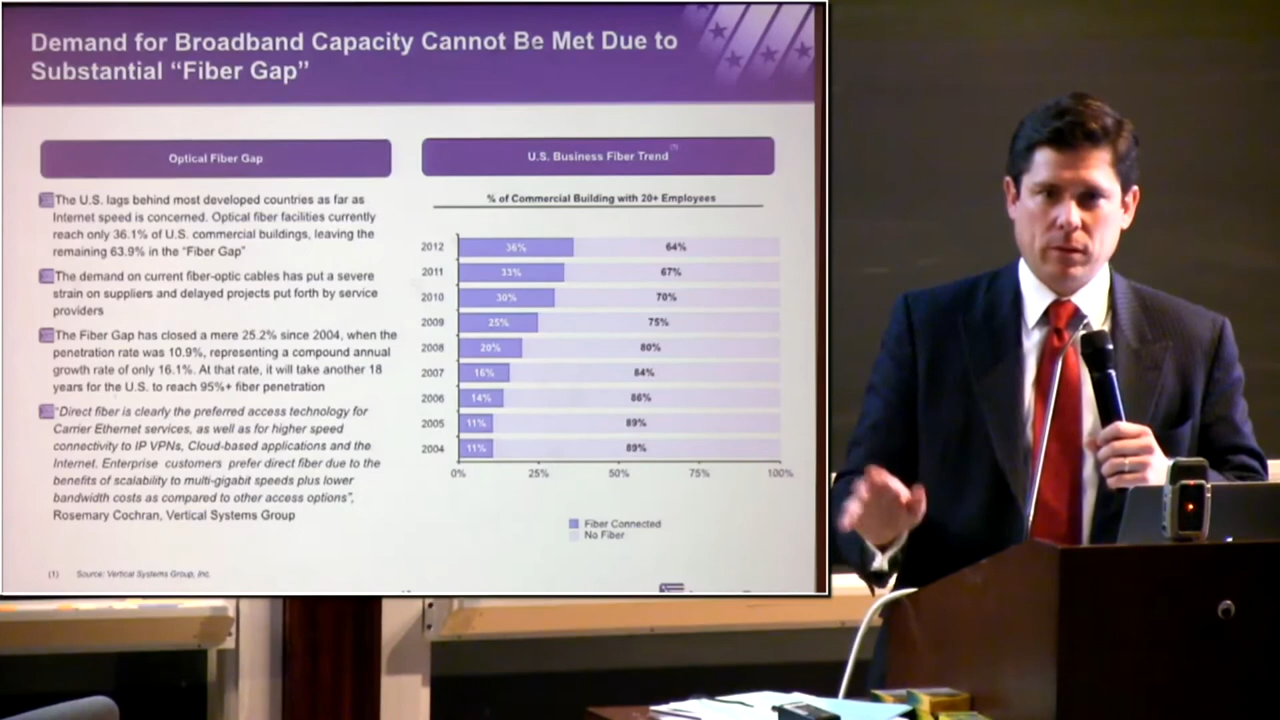 Demand for Broadband Capacity Cannot Be Met Due to
Substantial “Fiber Gap”
Optical Fiber Gap
The U.S. lags behind most developed countries as far as
Internet speed is concerned. Optical fiber facilities currently
reach only 36.1% of U.S. commercial buildings, leaving the
remaining 63.9% in the “Fiber Gap”
The demand on current fiber-optic cables has put a severe
strain on suppliers and delayed projects put forth by service
providers
The Fiber Gap has closed a mere 25.2% since 2004, when the
penetration rate was 10.9%, representing a compound annual
growth rate of only 16.1%. At that rate, it will take another 18
years for the U.S. to reach 95%+ fiber penetration
“Direct fiber is clearly the preferred access technology for
Carrier Ethernet services, as well as for higher speed
connectivity to IP VPNs, Cloud-based applications and the
Internet. Enterprise customers prefer direct fiber due to the
benefits of scalability to multi-gigabit speeds plus lower
bandwidth costs as compared to other access options”,
Rosemary Cochran, Vertical Systems Group
(1) Source: Vertical Systems Group, Inc.
U.S. Business Fiber Trend (1)
% of Commercial Building with 20+ Employees
2012 36% 64%
2011 33% 67%
2010 30% 70%
2009 25% 75%
2008 20% 80%
2007 16% 84%
2006 14% 86%
2005 11% 89%
2004 11% 89%
0% 25% 50% 75% 100%
Fiber Connected
No Fiber